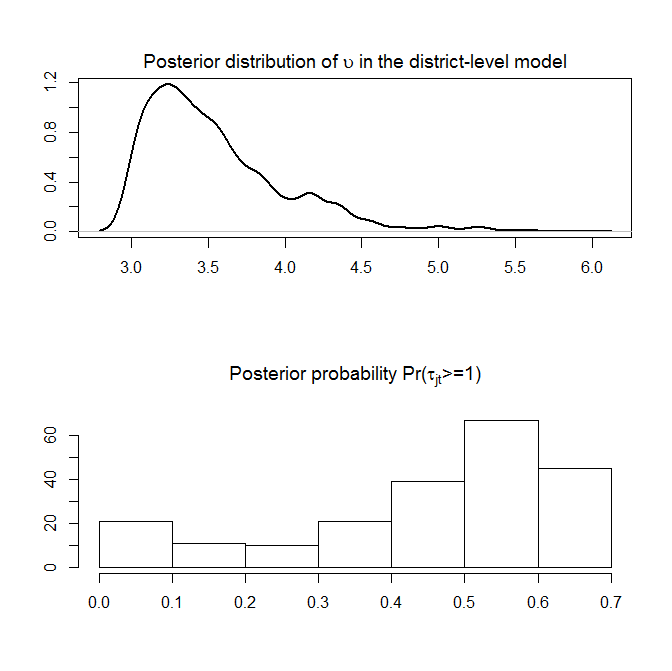 Posterior distribution of υ in the district-level model
1.2
0.8
0.4
0.0
3.0 3.5 4.0 4.5 5.0 5.5 6.0
Posterior probability Pr(τjt>=1)
60
40
20
0
0.0 0.1 0.2 0.3 0.4 0.5 0.6 0.7